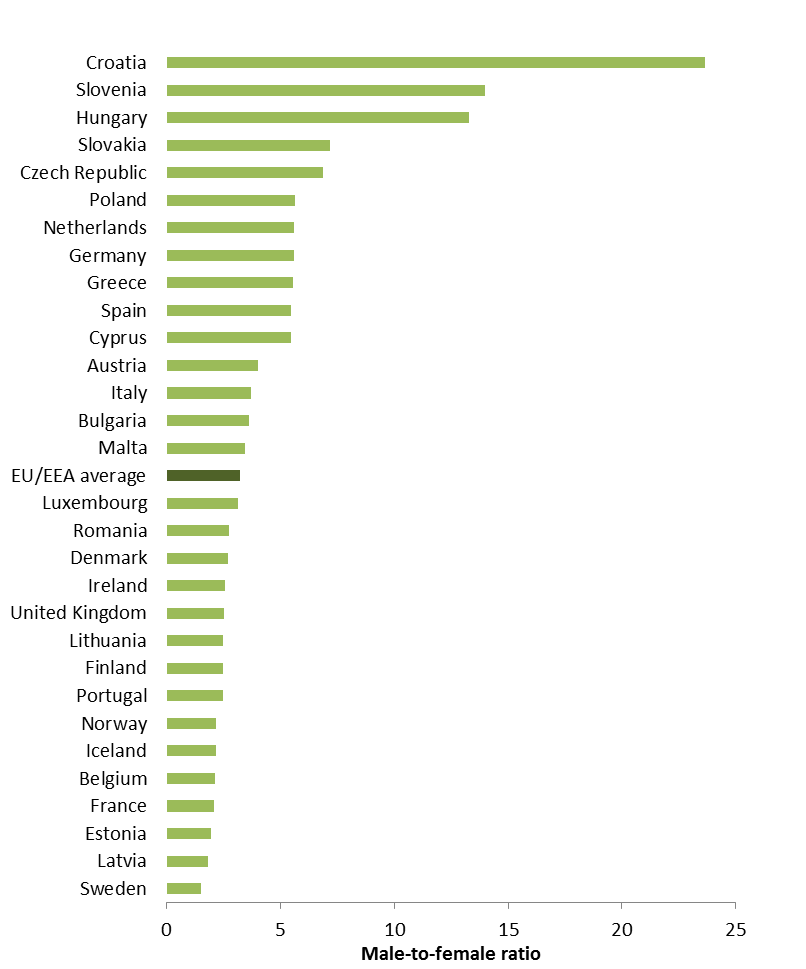 Croatia
Slovenia
Hungary
Slovakia
Czech Republic
Poland
Netherlands
Germany
Greece
Spain
Cyprus
Austria
Italy
Bulgaria
Malta
EU/EEA average
Luxembourg
Romania
Denmark
Ireland
United Kingdom
Lithuania
Finland
Portugal
Norway
Iceland
Belgium
France
Estonia
Latvia
Sweden
0 5 10 15 20 25
Male-to-female ratio